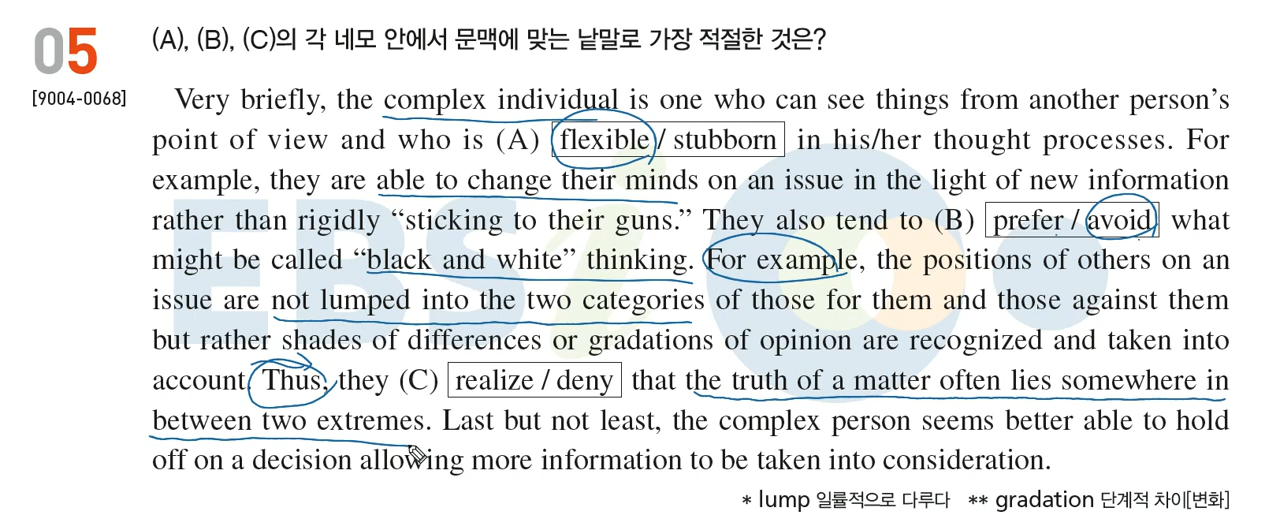 05
[9004-0068]
(A), (B), (C)의 각 네모 안에서 문맥에 맞는 낱말로 가장 적절한 것은?
Very briefly, the complex individual is one who can see things from another person's
point of view and who is (A) flexible / stubborn in his/her thought processes. For
example, they are able to change their minds on an issue in the light of new information
rather than rigidly “sticking to their guns.” They also tend to (B) prefer / avoid what
might be called “black and white” thinking. For example, the positions of others on an
issue are not lumped into the two categories of those for them and those against them
but rather shades of differences or gradations of opinion are recognized and taken into
account. Thus, they (C) realize / deny that the truth of a matter often lies somewhere in
between two extremes. Last but not least, the complex person seems better able to hold
off on a decision allowing more information to be taken into consideration.
* lump 일률적으로 다루다 ** gradation 단계적 차이[변화]
EBSi